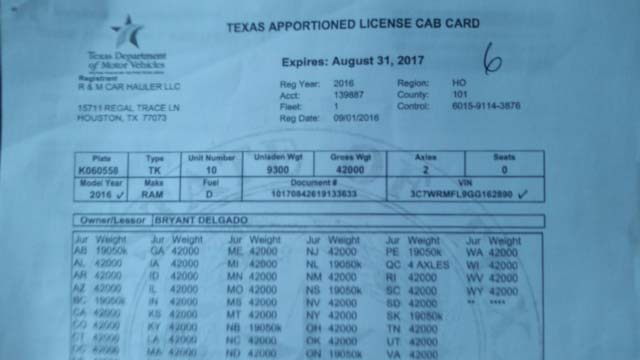 TEXAS APPORTIONED LICENSE CAB CARD
Texas Department
of Motor Vehicles
Expires: August 31, 2017
6
Registrant
R & M CAR HAULER LLC
15711 REGAL TRACE LN
HOUSTON, TX 77073
Reg Year: 2016 Region: HO
Acct: 139887 County: 101
Fleet: 1 Control: 6015-9114-3876
Reg Date: 09/01/2016
Plate Type Unit Number Unladen Wgt Gross Wgt Axles Seats
K060558 TK 10 9300 42000 2 0
Model Year Make Fuel Document # VIN
2016 ✓ RAM D 10170842619133633 3C7WRMFL9GG162890 ✓
Owner/Lessor BRYANT DELGADO
Jur Weight Jur Weight Jur Weight Jur Weight Jur Weight Jur Weight
AB 19050k GA 42000 ME 42000 NJ 42000 PE 19050k WA 42000
AL 42000 IA 42000 MI 42000 NL 19050k QC 4 AXLES WI 42000
AR 42000 ID 42000 MN 42000 NM 42000 RI 42000 WV 42000
AZ 42000 IL 42000 MO 42000 NS 19050k SC 42000 WY 42000
BC 19050k IN 42000 MS 42000 NV 42000 SD 42000 ** ****
CA 42000 KS 42000 MT 42000 NY 42000 SK 19050k
CO 42000 KY 42000 NB 19050k OH 42000 TN 42000
CT 42000 LA 42000 NC 42000 OK 42000 UT 42000
DC 42000 MA 42000 ND 42000 ON 19050k VA 42000